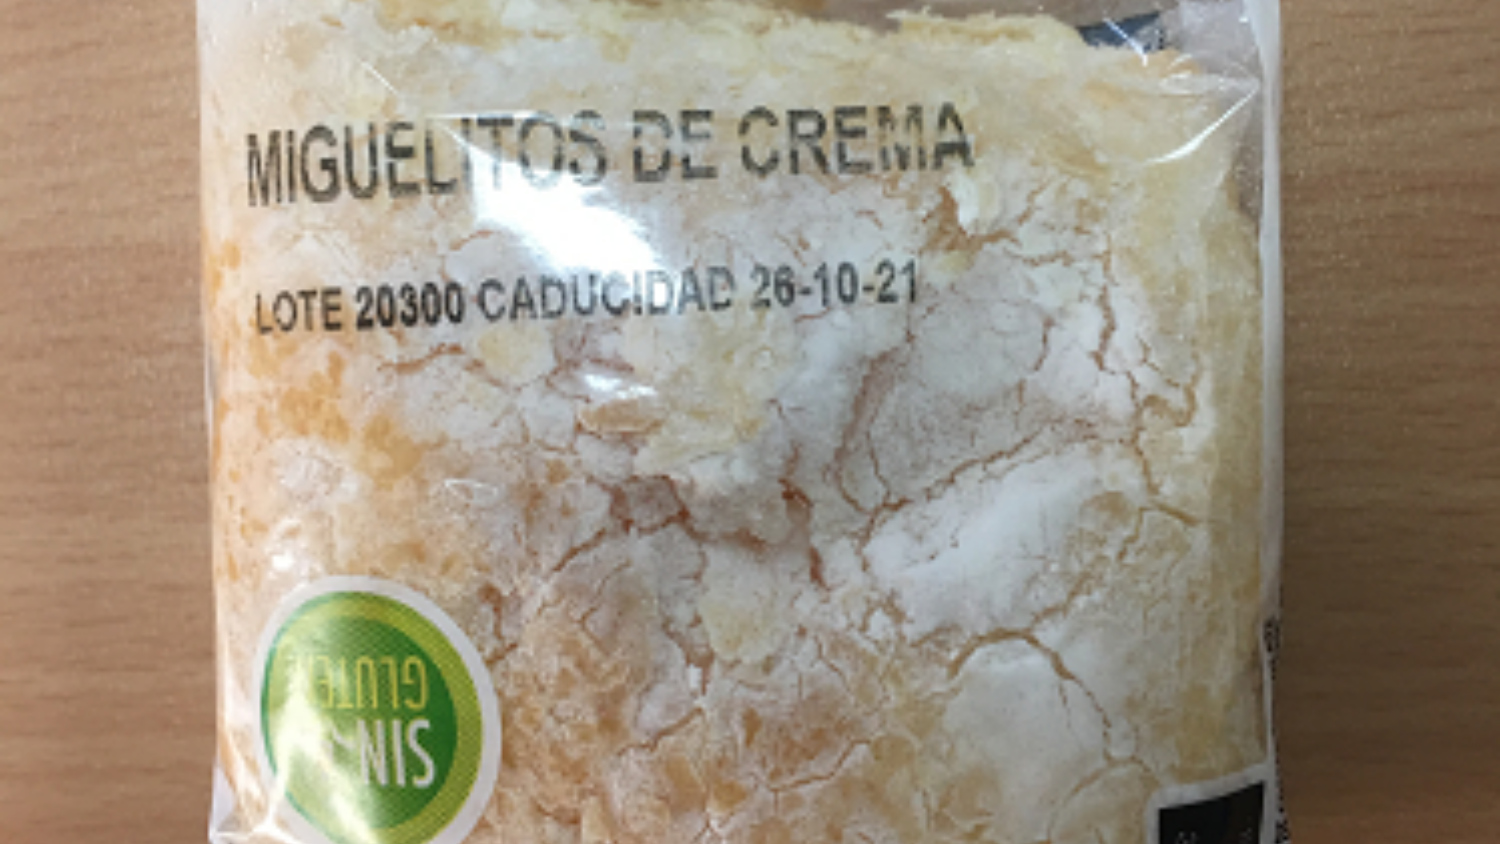 MIGUELITOS DE CREMA
LOTE 20300 CADUCIDAD 26-10-21
SIN
GLUTEN